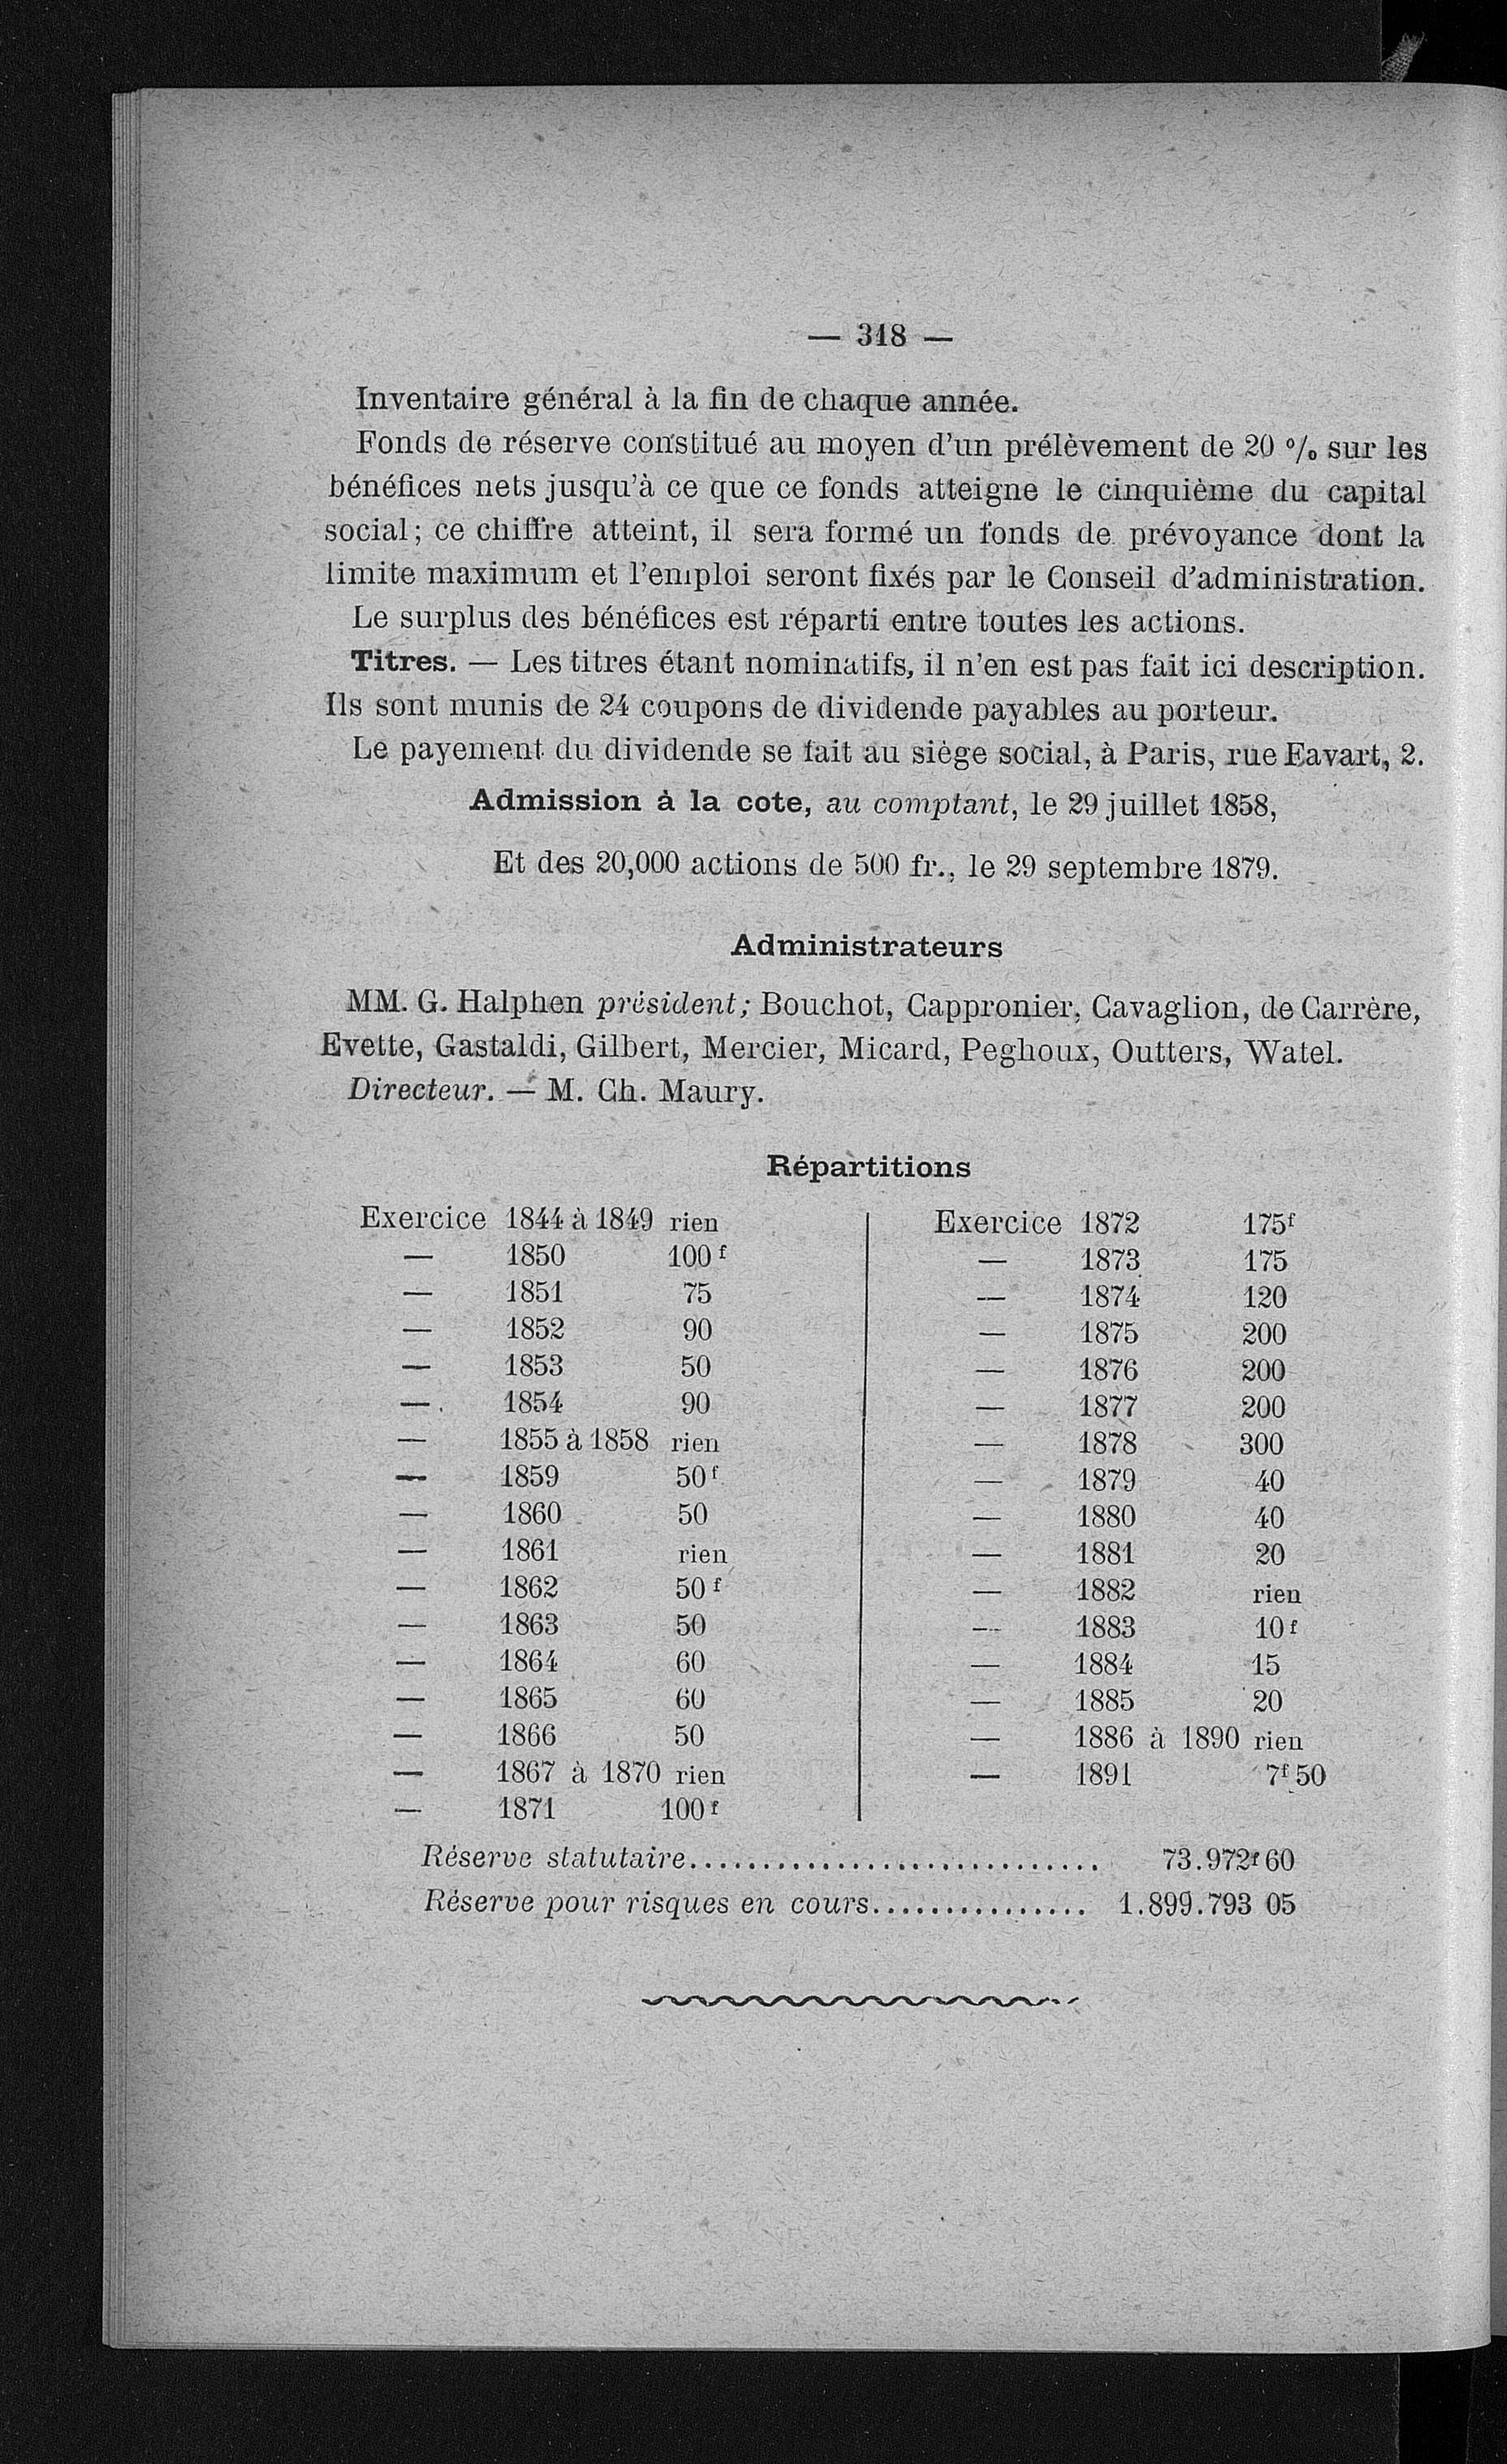 — 318 —
Inventaire général à la fin de chaque année.
Fonds de réserve constitué au moyen d'un prélèvement de 20 % sur les
bénéfices nets jusqu'à ce que ce fonds atteigne le cinquième du capital
social; ce chiffre atteint, il sera formé un fonds de prévoyance dont la
limite maximum et l'emploi seront fixés par le Conseil d'administration.
Le surplus des bénéfices est réparti entre toutes les actions.
Titres. — Les titres étant nominatifs, il n'en est pas fait ici description.
Ils sont munis de 24 coupons de dividende payables au porteur.
Le payement du dividende se fait au siège social, à Paris, rue Favart, 2.
Admission à la cote, au comptant, le 29 juillet 1858,
Et des 20,000 actions de 500 fr., le 29 septembre 1879.
Administrateurs
MM. G. Halphen président; Bouchot, Cappronier, Cavaglion, de Carrère,
Evette, Gastaldi, Gilbert, Mercier, Micard, Peghoux, Outters, Watel.
Directeur. — M. Ch. Maury.
Répartitions
Exercice 1844 à 1849 rien
— 1850 100f
— 1851 75
— 1852 90
— 1853 50
— 1854 90
— 1855 à 1858 rien
— 1859 50f
— 1860 50
— 1861 rien
— 1862 50f
— 1863 50
— 1864 60
— 1865 60
— 1866 50
— 1867 à 1870 rien
— 1871 100f
Exercice 1872 175f
— 1873 175
— 1874 120
— 1875 200
— 1876 200
— 1877 200
— 1878 300
— 1879 40
— 1880 40
— 1881 20
— 1882 rien
— 1883 10f
— 1884 15
— 1885 20
— 1886 à 1890 rien
— 1891 7f50
Réserve statutaire............................ 73.972f60
Réserve pour risques en cours............... 1.899.793 05